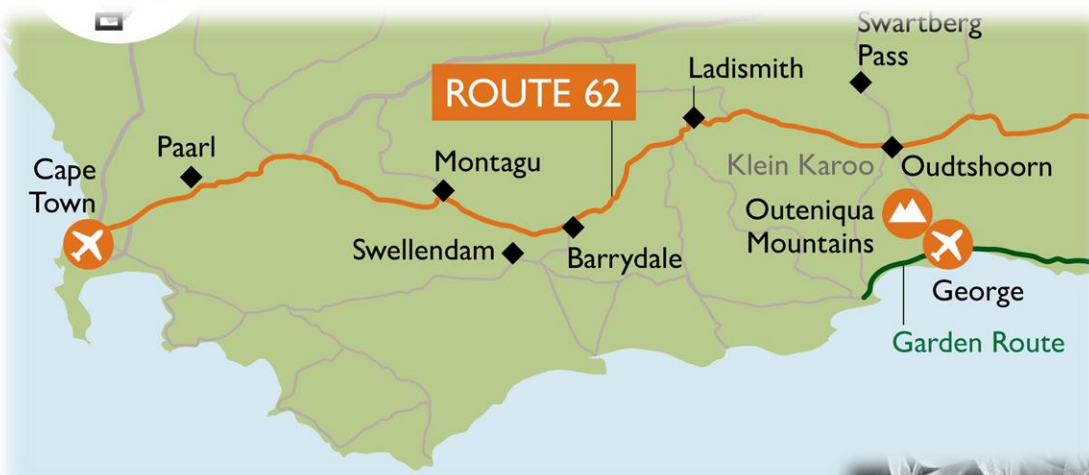 Swartberg
Pass
Ladismith
ROUTE 62
Paarl
Montagu
Klein Karoo
Oudtshoorn
Cape
Town
Outeniqua
Mountains
Swellendam
Barrydale
George
Garden Route